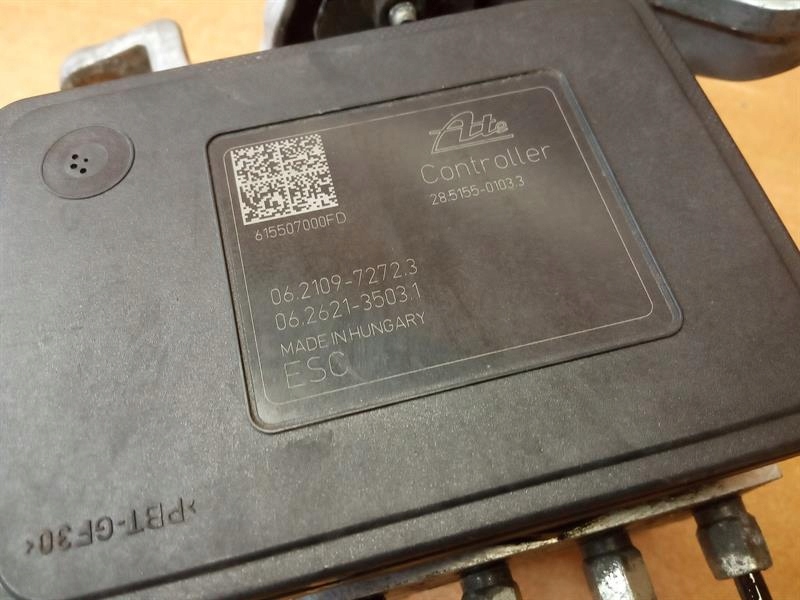 Ate
Controller
28.5155-0103.3
615507000FD
06.2109-7272.3
06.2621-3503.1
MADE IN HUNGARY
ESC
>PBT-GF30<